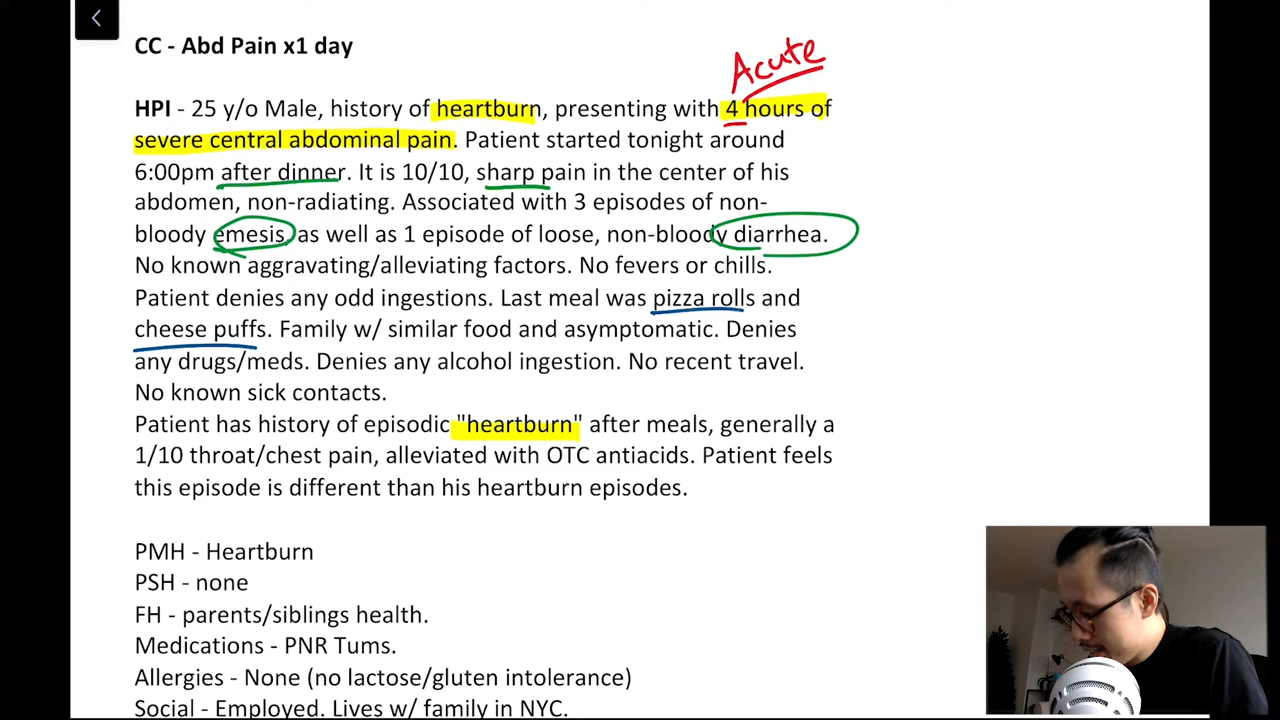 CC - Abd Pain x1 day
Acute
HPI - 25 y/o Male, history of heartburn, presenting with 4 hours of
severe central abdominal pain. Patient started tonight around
6:00pm after dinner. It is 10/10, sharp pain in the center of his
abdomen, non-radiating. Associated with 3 episodes of non-
bloody emesis, as well as 1 episode of loose, non-bloody diarrhea.
No known aggravating/alleviating factors. No fevers or chills.
Patient denies any odd ingestions. Last meal was pizza rolls and
cheese puffs. Family w/ similar food and asymptomatic. Denies
any drugs/meds. Denies any alcohol ingestion. No recent travel.
No known sick contacts.
Patient has history of episodic "heartburn" after meals, generally a
1/10 throat/chest pain, alleviated with OTC antiacids. Patient feels
this episode is different than his heartburn episodes.
PMH - Heartburn
PSH - none
FH - parents/siblings health.
Medications - PNR Tums.
Allergies - None (no lactose/gluten intolerance)
Social - Employed. Lives w/ family in NYC.